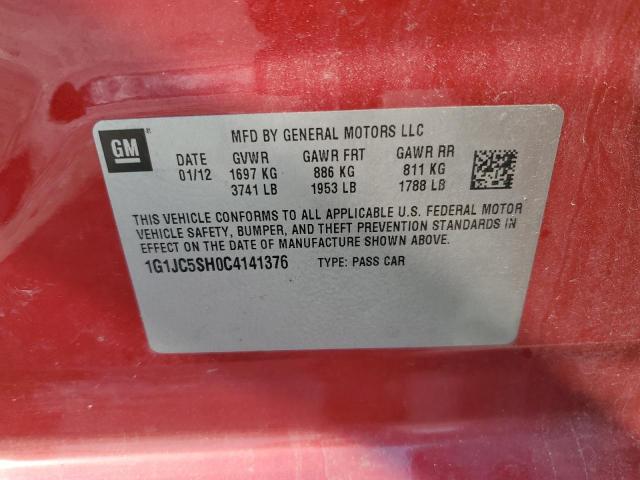 GM
MFD BY GENERAL MOTORS LLC
DATE GVWR GAWR FRT GAWR RR
01/12 1697 KG 886 KG 811 KG
3741 LB 1953 LB 1788 LB
THIS VEHICLE CONFORMS TO ALL APPLICABLE U.S. FEDERAL MOTOR
VEHICLE SAFETY, BUMPER, AND THEFT PREVENTION STANDARDS IN
EFFECT ON THE DATE OF MANUFACTURE SHOWN ABOVE.
1G1JC5SH0C4141376 TYPE: PASS CAR